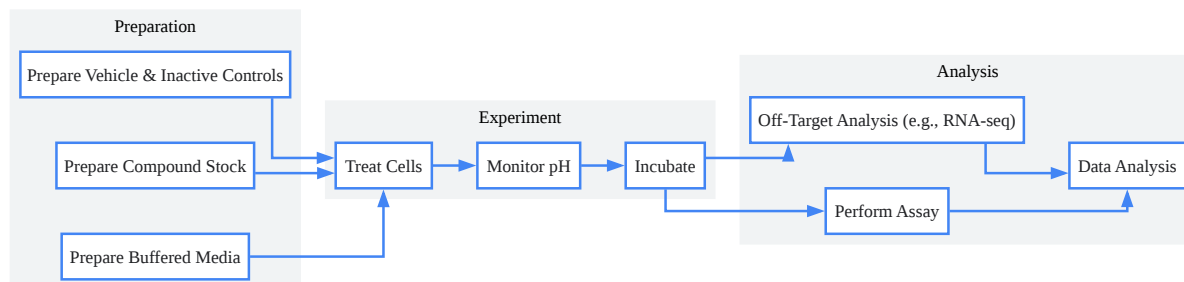 Preparation
Prepare Vehicle & Inactive Controls
Prepare Compound Stock
Prepare Buffered Media
Experiment
Treat Cells
Monitor pH
Incubate
Analysis
Off-Target Analysis (e.g., RNA-seq)
Perform Assay
Data Analysis